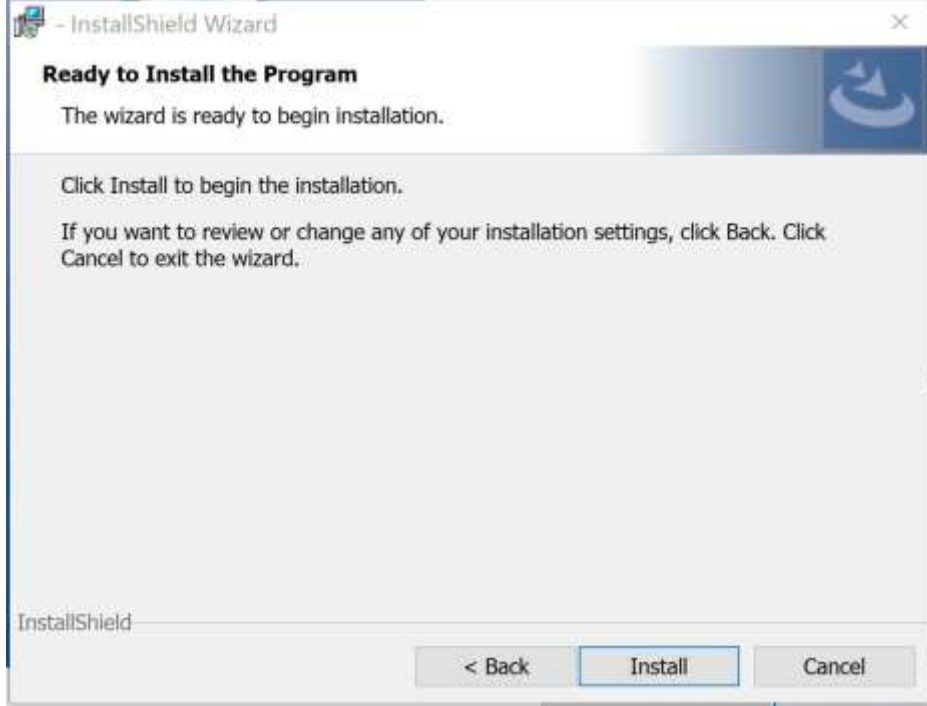 - InstallShield Wizard
Ready to Install the Program
The wizard is ready to begin installation.
Click Install to begin the installation.
If you want to review or change any of your installation settings, click Back. Click
Cancel to exit the wizard.
InstallShield
< Back
Install
Cancel